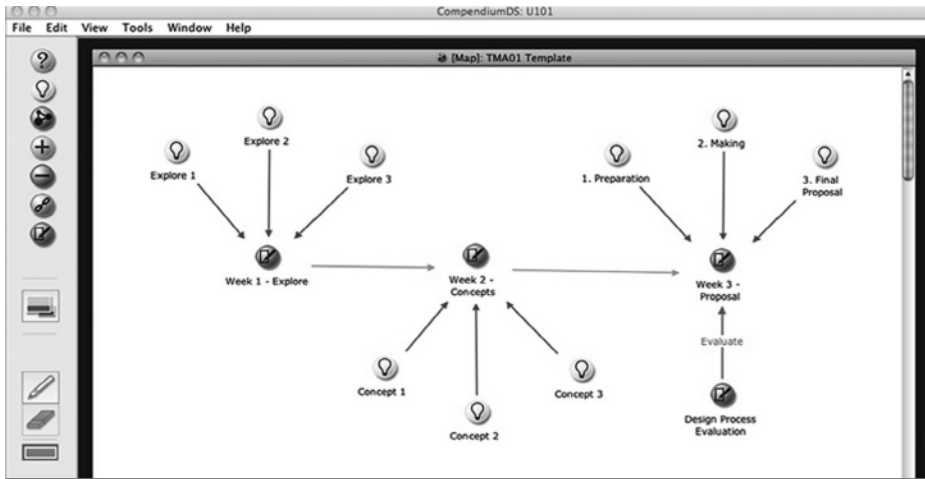 CompendiumDS: U101
File Edit View Tools Window Help
[Map]: TMA01 Template
Explore 1
Explore 2
Explore 3
Week 1 - Explore
Week 2 -
Concepts
Concept 1
Concept 2
Concept 3
1. Preparation
2. Making
3. Final
Proposal
Week 3 -
Proposal
Evaluate
Design Process
Evaluation